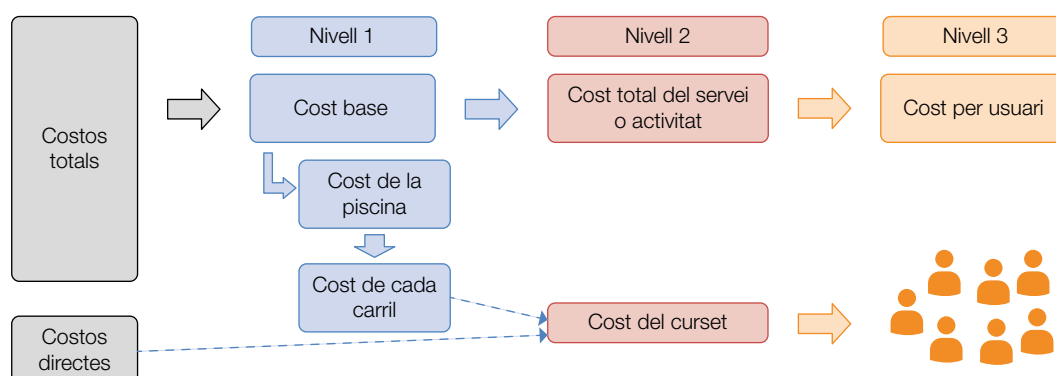 Nivell 1
Nivell 2
Nivell 3
Costos
totals
Cost base
Cost total del servei
o activitat
Cost per usuari
Cost de la
piscina
Cost de cada
carril
Cost del curset
Costos
directes